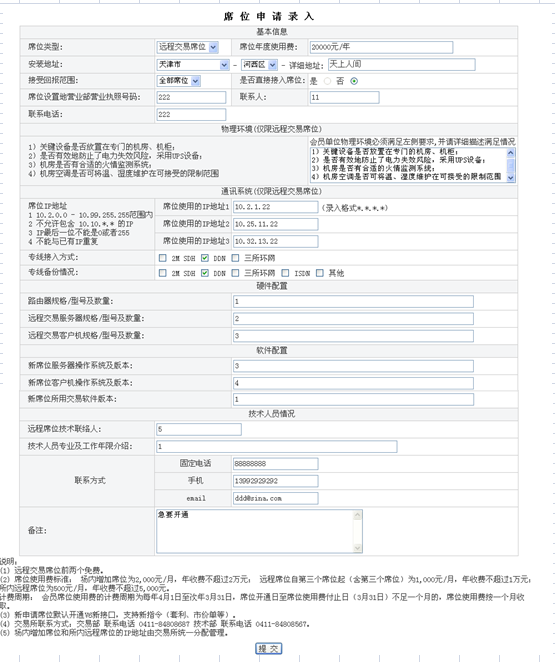 席 位 申 请 录 入
基本信息
席位类型: 远程交易席位 席位年度使用费: 20000元/年
安装地址: 天津市 - 河西区 - 详细地址: 天上人间
接受回报范围: 全部席位 是否直接接入席位: 是 否
席位设置地营业部营业执照号码: 222 联系人: 11
联系电话: 222
物理环境(仅限远程交易席位)
会员单位物理环境必须满足左侧要求,并请详细描述满足情况
1) 关键设备是否放置在专门的机房、机柜;
2) 是否有效地防止了电力失效风险, 采用UPS设备;
3) 机房是否有合适的火情监测系统;
4) 机房空调是否可将温、湿度维护在可接受的限制范围
1) 关键设备是否放置在专门的机房、机柜;
2) 是否有效地防止了电力失效风险, 采用UPS设备;
3) 机房是否有合适的火情监测系统;
4) 机房空调是否可将温、湿度维护在可接受的限制范围
通讯系统(仅限远程交易席位)
席位IP地址
1 10.2.0.0 - 10.99.255.255范围内
2 不允许包含 10.10.*.* 的IP
3 IP最后一位不能是0或者255
4 不能与已有IP重复
席位使用的IP地址1 10.2.1.22 (录入格式*.*.*.*)
席位使用的IP地址2 10.25.11.22
席位使用的IP地址3 10.32.13.22
专线接入方式: 2M SDH DDN 三所环网
专线备份情况: 2M SDH DDN 三所环网 ISDN 其他
硬件配置
路由器规格/型号及数量: 1
远程交易服务器规格/型号及数量: 2
远程交易客户机规格/型号及数量: 3
软件配置
新席位服务器操作系统及版本: 3
新席位客户机操作系统及版本: 4
新席位所用交易软件版本: 1
技术人员情况
远程席位技术联络人: 5
技术人员专业及工作年限介绍: 1
联系方式
固定电话 88888888
手机 13992929292
email ddd@sina.com
备注: 急要开通
说明:
(1) 远程交易席位前两个免费。
(2) 席位使用费标准: 场内增加席位为2,000元/月, 年收费不超过2万元; 远程席位自第三个席位起 (含第三个席位) 为1,000元/月, 年收费不超过1万元;
所内远程席位为500元/月, 年收费不超过5,000元。
计费周期: 会员席位使用费的计费周期为每年4月1日至次年3月31日, 席位开通日至席位使用费付止日 (3月31日) 不足一个月的, 席位使用费按一个月收
取。
(3) 新申请席位默认开通V6新接口, 支持新指令 (套利、市价单等) 。
(4) 交易所联系方式: 交易部 联系电话 0411-84808687 技术部 联系电话 0411-84808567。
(5) 场内增加席位和所内远程席位的IP地址由交易所统一分配管理。
提 交